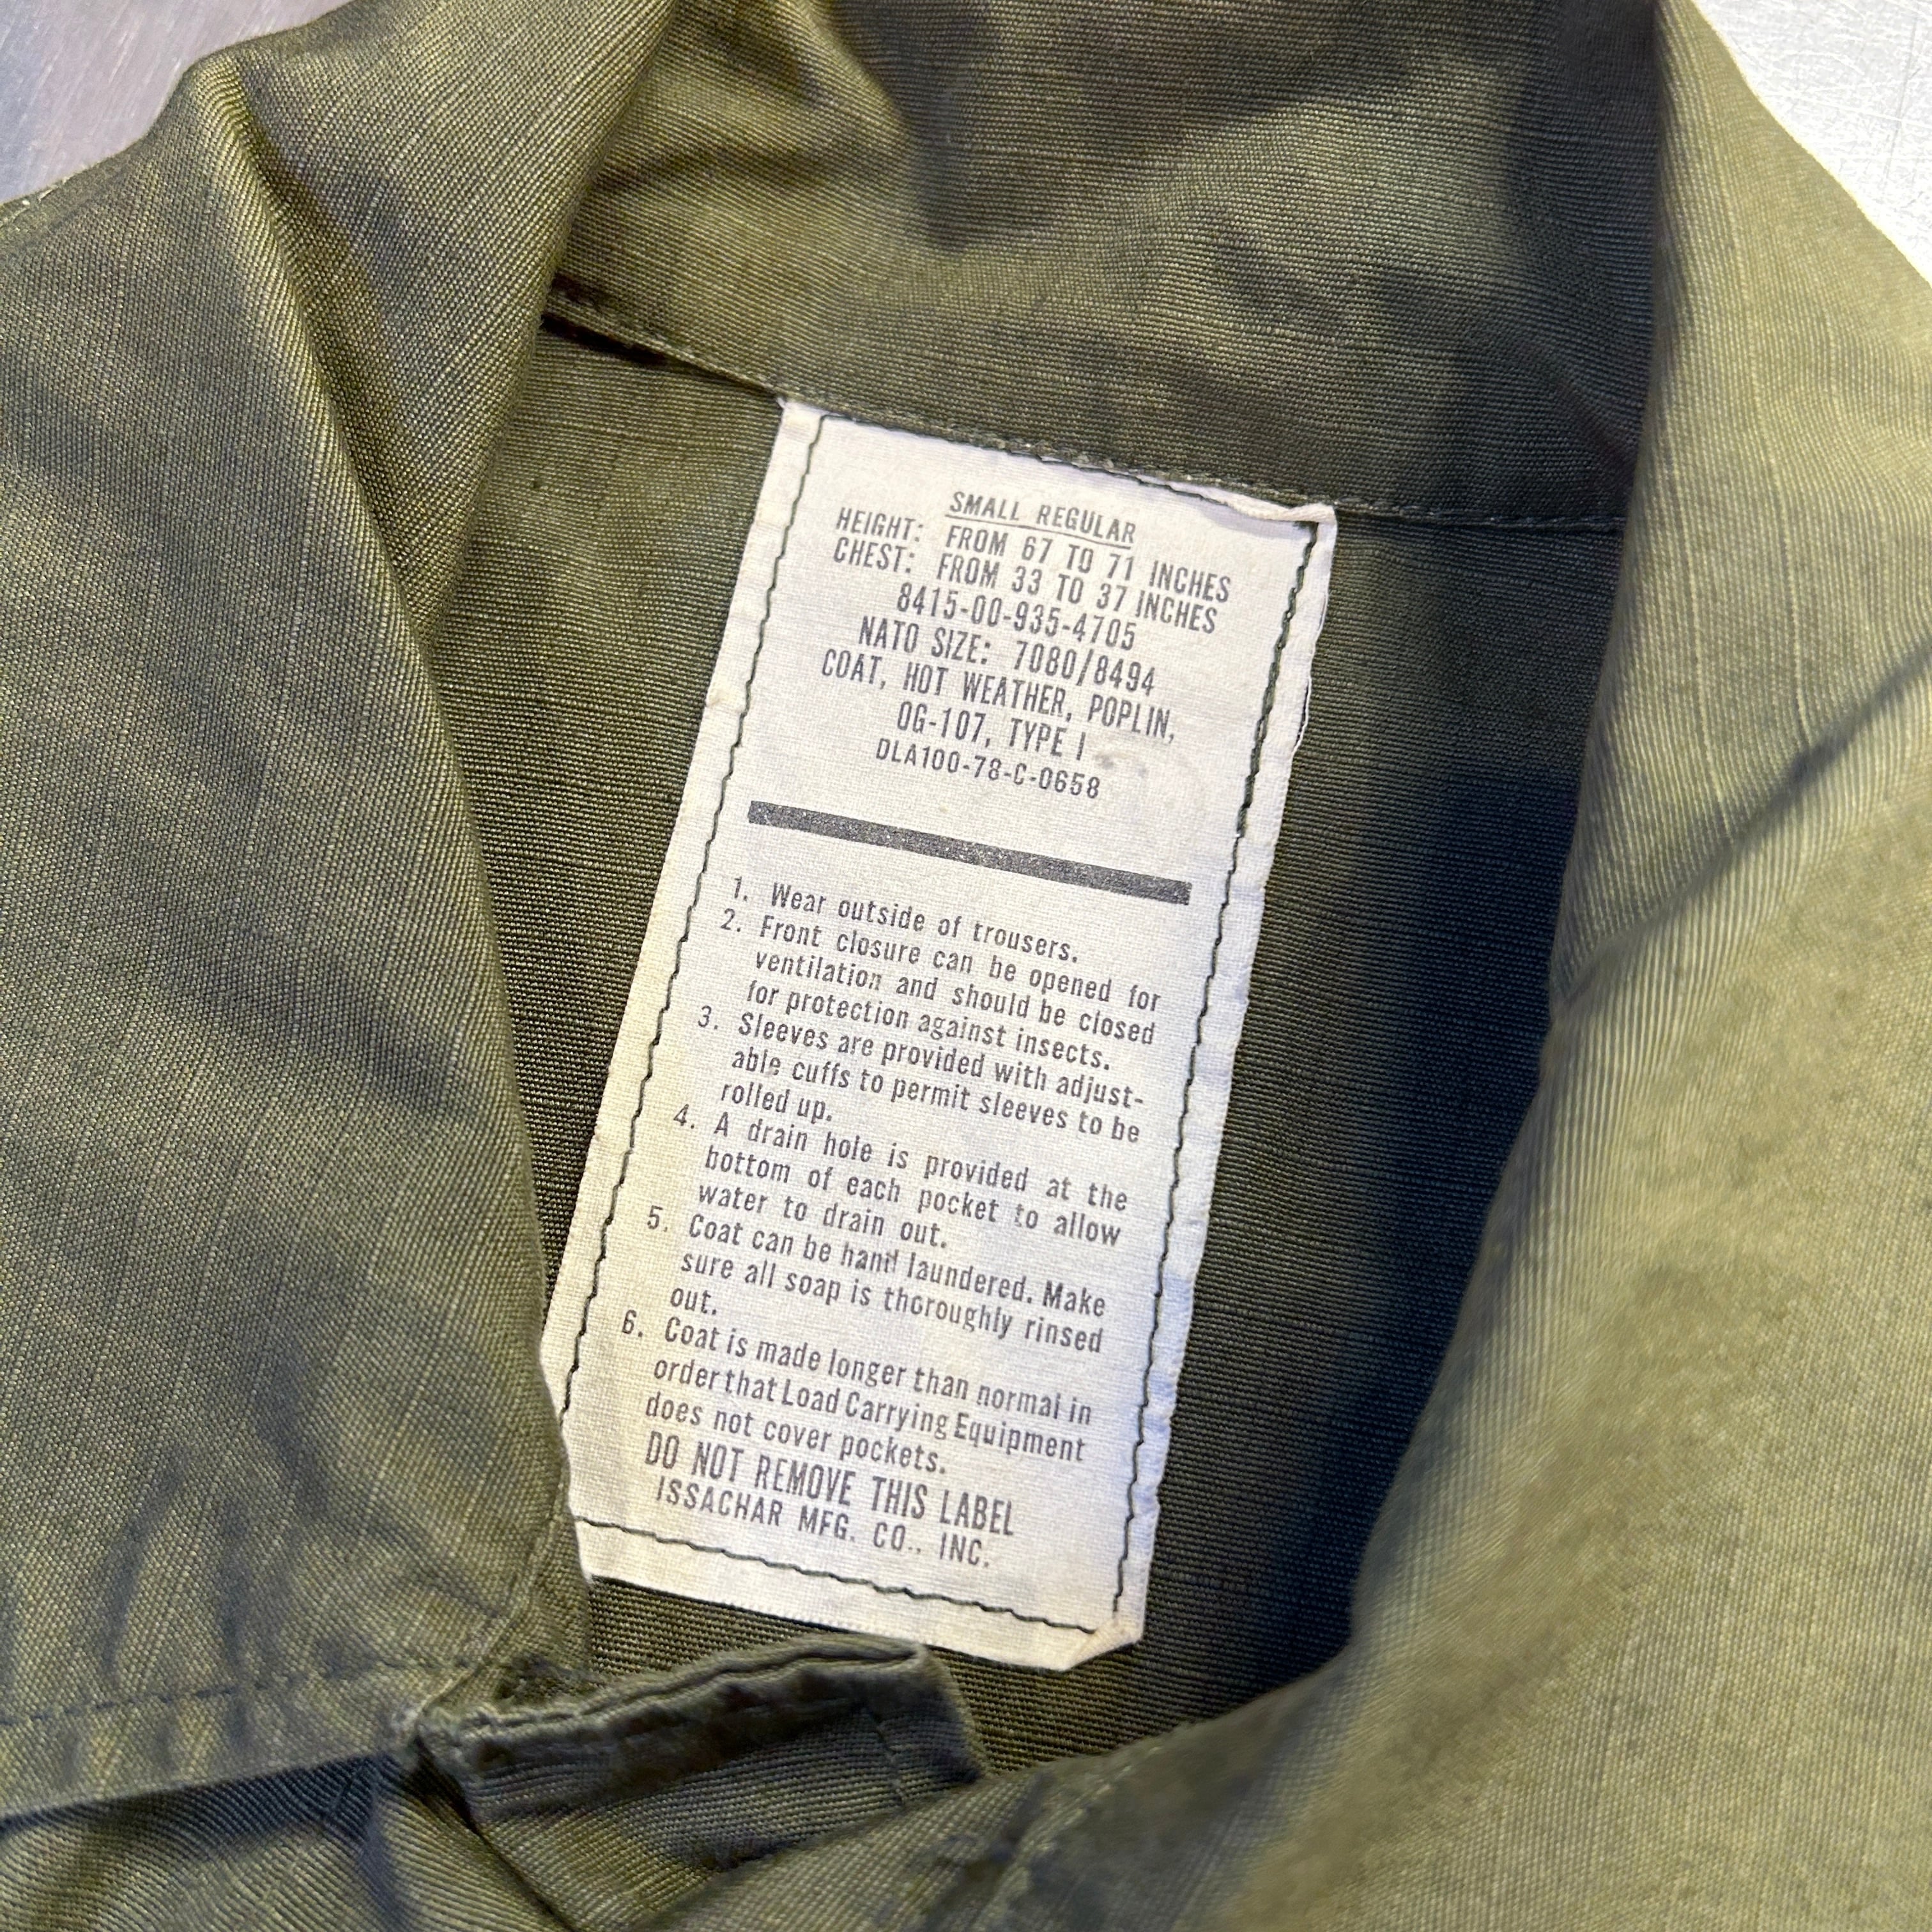 SMALL REGULAR
HEIGHT: FROM 67 TO 71 INCHES
CHEST: FROM 33 TO 37 INCHES
8415-00-935-4705
NATO SIZE: 7080/8494
COAT, HOT WEATHER, POPLIN,
OG-107, TYPE I
DLA100-78-C-0658
1. Wear outside of trousers.
2. Front closure can be opened for
ventilation and should be closed
for protection against insects.
3. Sleeves are provided with adjust-
able cuffs to permit sleeves to be
rolled up.
4. A drain hole is provided at the
bottom of each pocket to allow
water to drain out.
5. Coat can be hand laundered. Make
sure all soap is thoroughly rinsed
out.
6. Coat is made longer than normal in
order that Load Carrying Equipment
does not cover pockets.
DO NOT REMOVE THIS LABEL
ISSACHAR MFG. CO., INC.